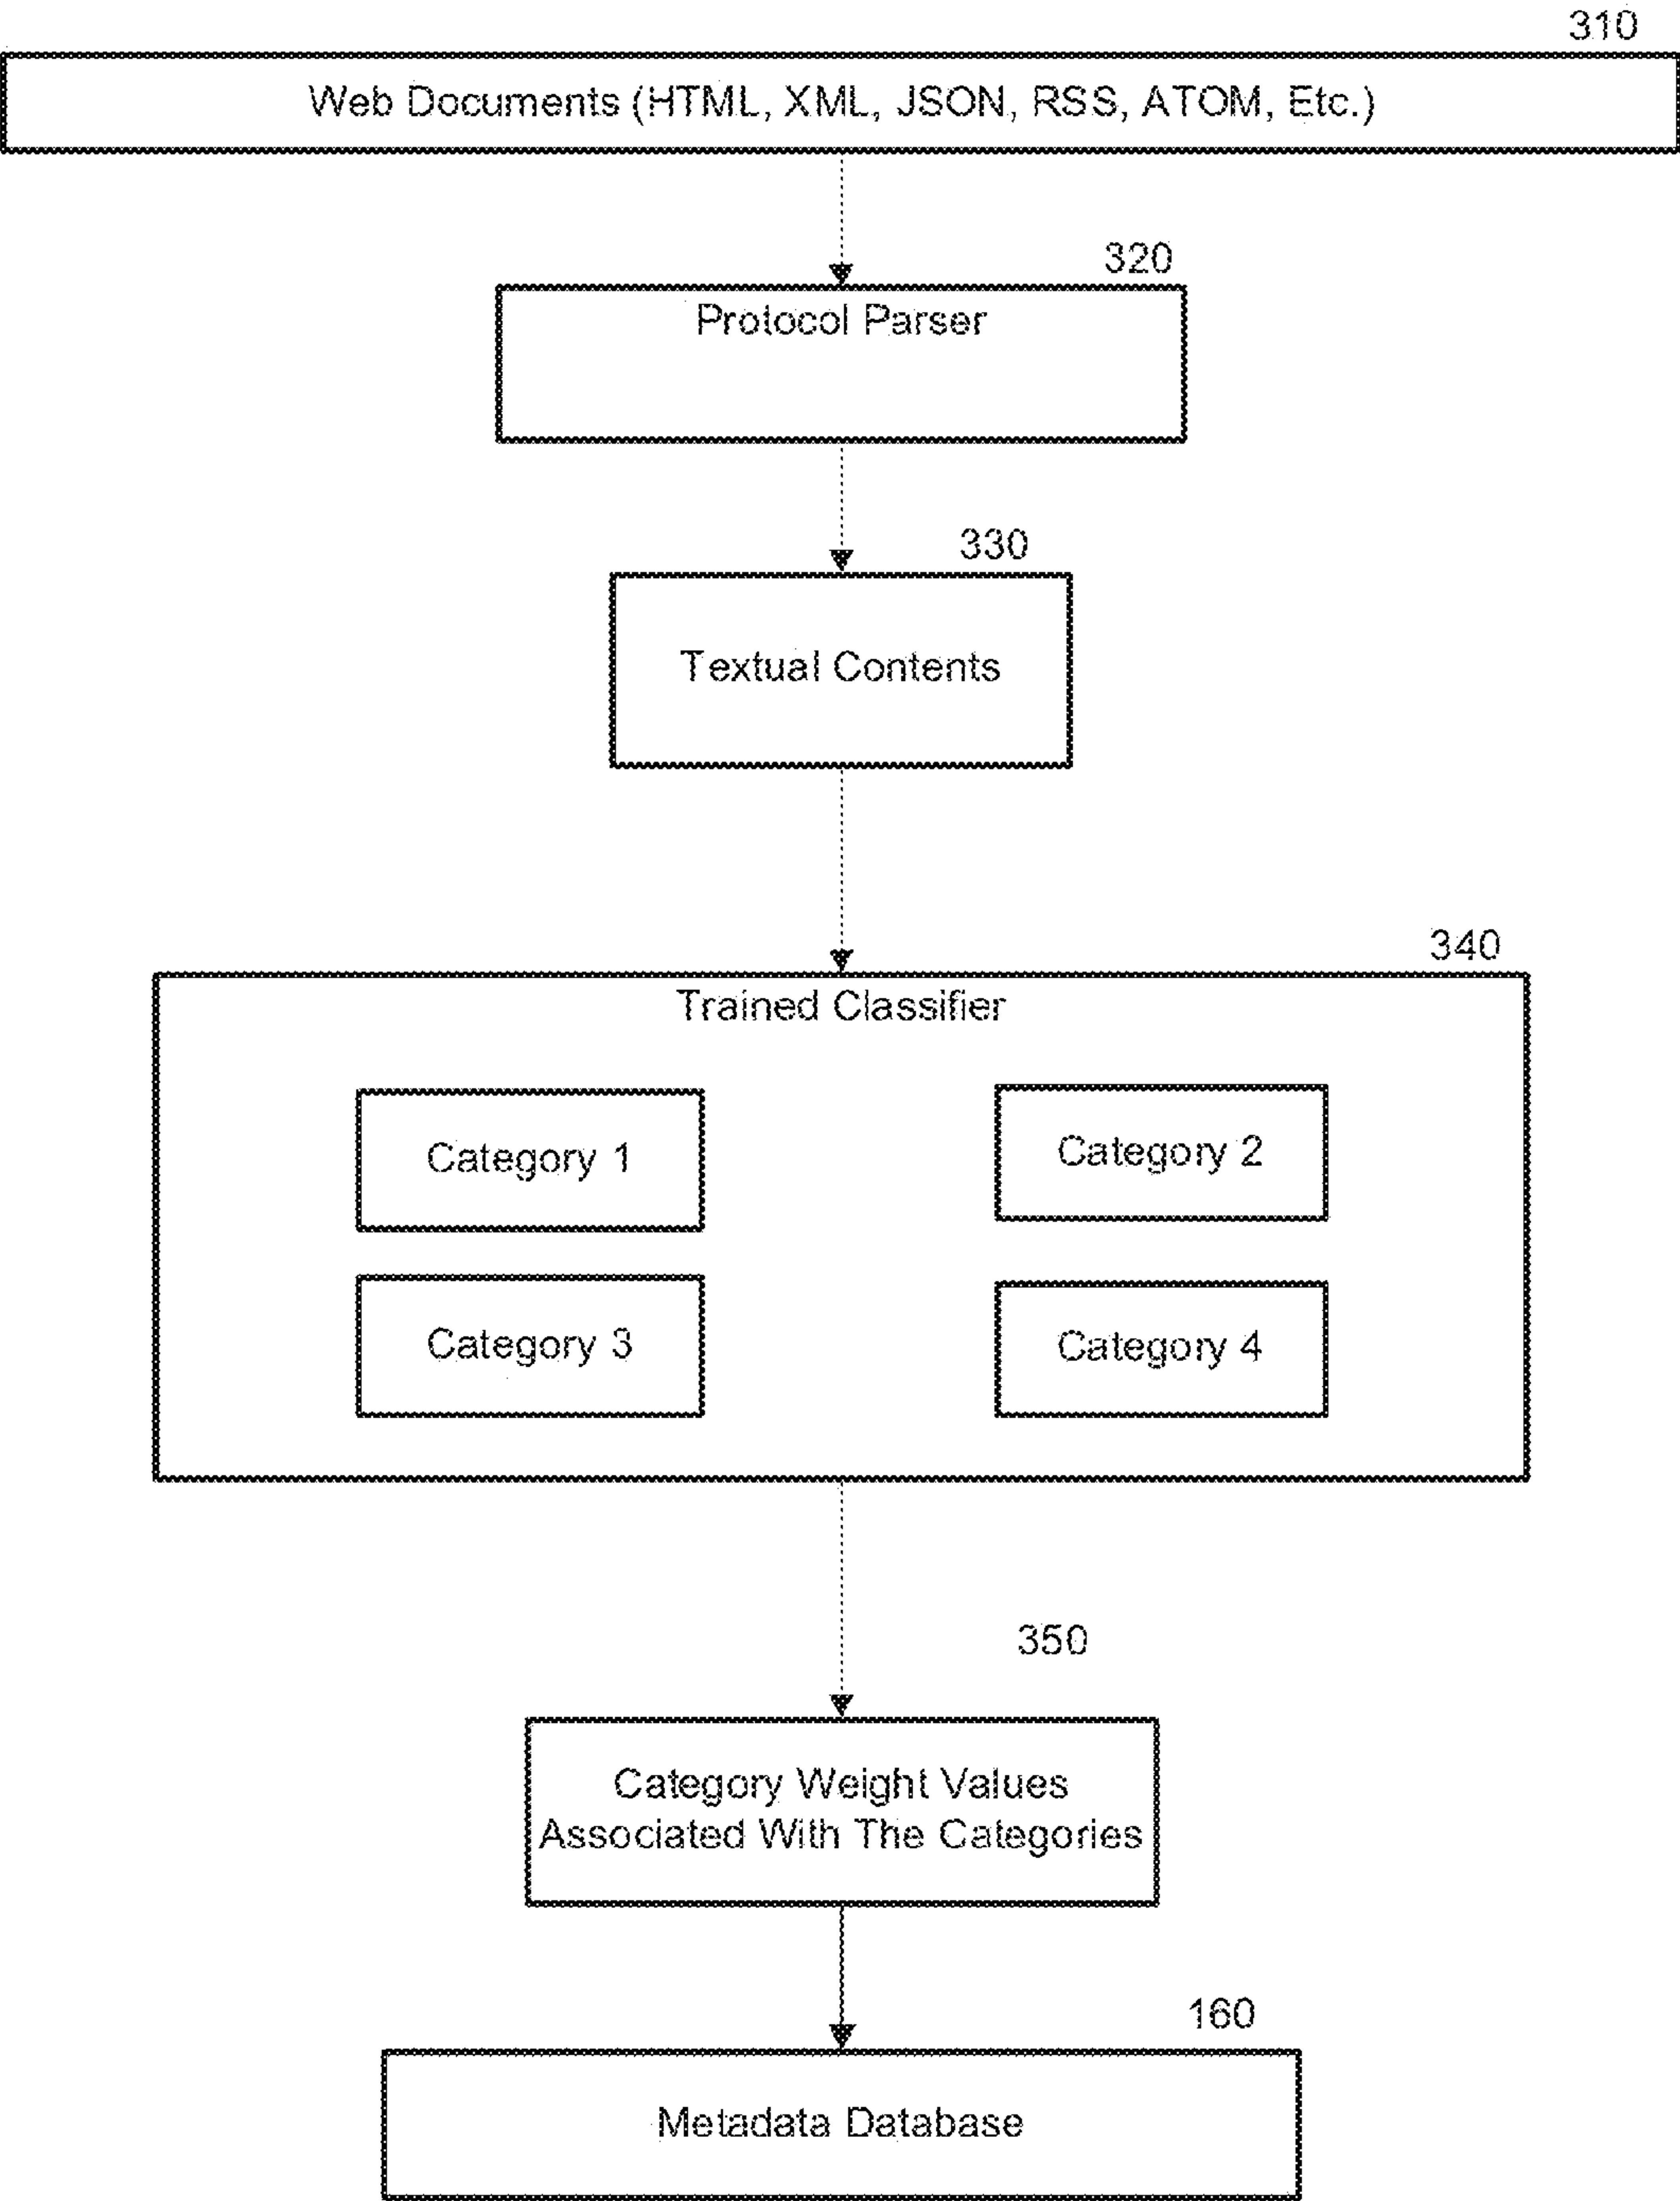 310
Web Documents (HTML, XML, JSON, RSS, ATOM, Etc.)
320
Protocol Parser
330
Textual Contents
340
Trained Classifier
Category 1
Category 2
Category 3
Category 4
350
Category Weight Values
Associated With The Categories
160
Metadata Database